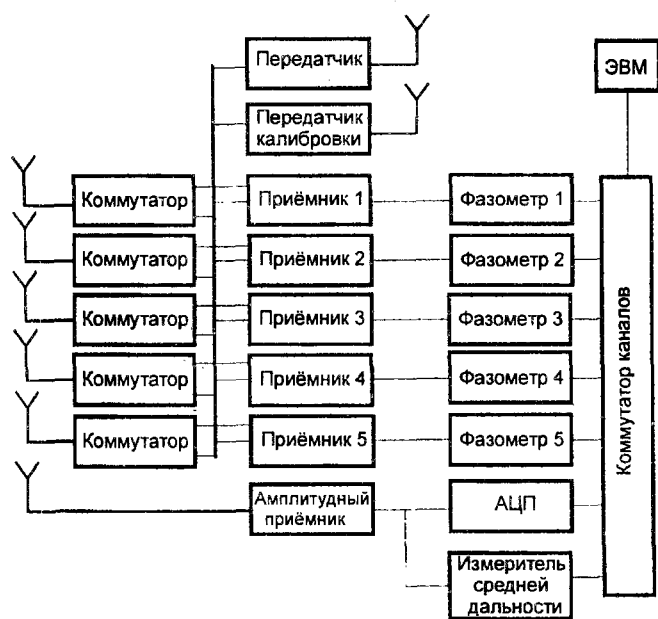 Передатчик
ЭВМ
Передатчик
калибровки
Коммутатор
Приёмник 1
Фазометр 1
Коммутатор
Приёмник 2
Фазометр 2
Коммутатор
Приёмник 3
Фазометр 3
Коммутатор
Приёмник 4
Фазометр 4
Коммутатор
Приёмник 5
Фазометр 5
Коммутатор каналов
Амплитудный
приёмник
АЦП
Измеритель
средней
дальности